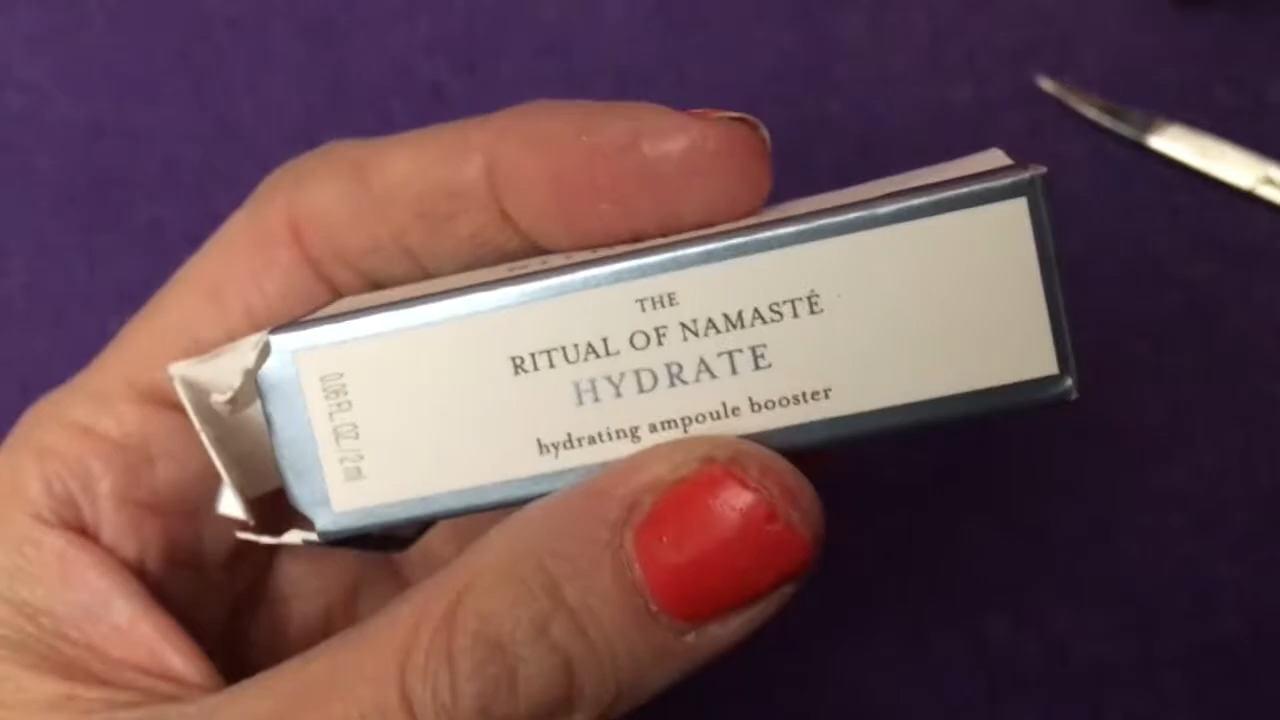 THE
RITUAL OF NAMASTÉ
HYDRATE
hydrating ampoule booster
0.06 FL. OZ / 2 ml